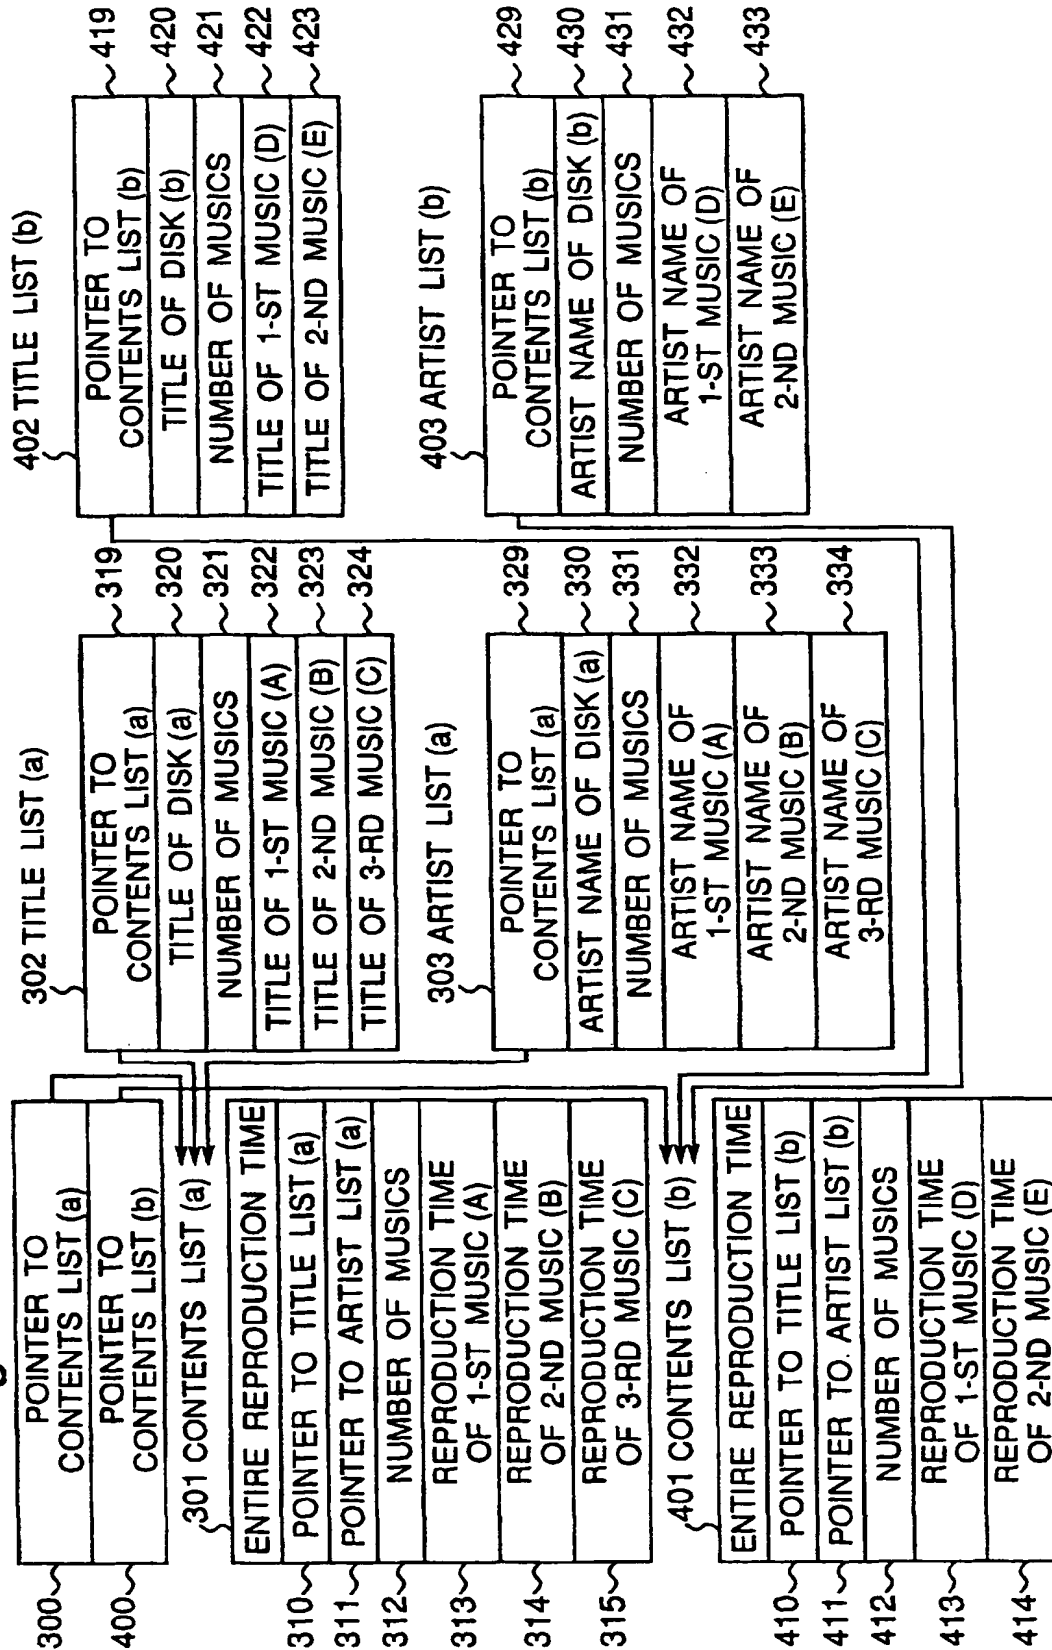 300
POINTER TO
CONTENTS LIST (a)
400
POINTER TO
CONTENTS LIST (b)
301 CONTENTS LIST (a)
ENTIRE REPRODUCTION TIME
310
POINTER TO TITLE LIST (a)
311
POINTER TO ARTIST LIST (a)
312
NUMBER OF MUSICS
313
REPRODUCTION TIME
OF 1-ST MUSIC (A)
314
REPRODUCTION TIME
OF 2-ND MUSIC (B)
315
REPRODUCTION TIME
OF 3-RD MUSIC (C)
401 CONTENTS LIST (b)
ENTIRE REPRODUCTION TIME
410
POINTER TO TITLE LIST (b)
411
POINTER TO. ARTIST LIST (b)
412
NUMBER OF MUSICS
413
REPRODUCTION TIME
OF 1-ST MUSIC (D)
414
REPRODUCTION TIME
OF 2-ND MUSIC (E)
302 TITLE LIST (a)
POINTER TO
CONTENTS LIST (a)
319
TITLE OF DISK (a)
320
NUMBER OF MUSICS
321
TITLE OF 1-ST MUSIC (A)
322
TITLE OF 2-ND MUSIC (B)
323
TITLE OF 3-RD MUSIC (C)
324
303 ARTIST LIST (a)
POINTER TO
CONTENTS LIST (a)
329
ARTIST NAME OF DISK (a)
330
NUMBER OF MUSICS
331
ARTIST NAME OF
1-ST MUSIC (A)
332
ARTIST NAME OF
2-ND MUSIC (B)
333
ARTIST NAME OF
3-RD MUSIC (C)
334
402 TITLE LIST (b)
POINTER TO
CONTENTS LIST (b)
419
TITLE OF DISK (b)
420
NUMBER OF MUSICS
421
TITLE OF 1-ST MUSIC (D)
422
TITLE OF 2-ND MUSIC (E)
423
403 ARTIST LIST (b)
POINTER TO
CONTENTS LIST (b)
429
ARTIST NAME OF DISK (b)
430
NUMBER OF MUSICS
431
ARTIST NAME OF
1-ST MUSIC (D)
432
ARTIST NAME OF
2-ND MUSIC (E)
433